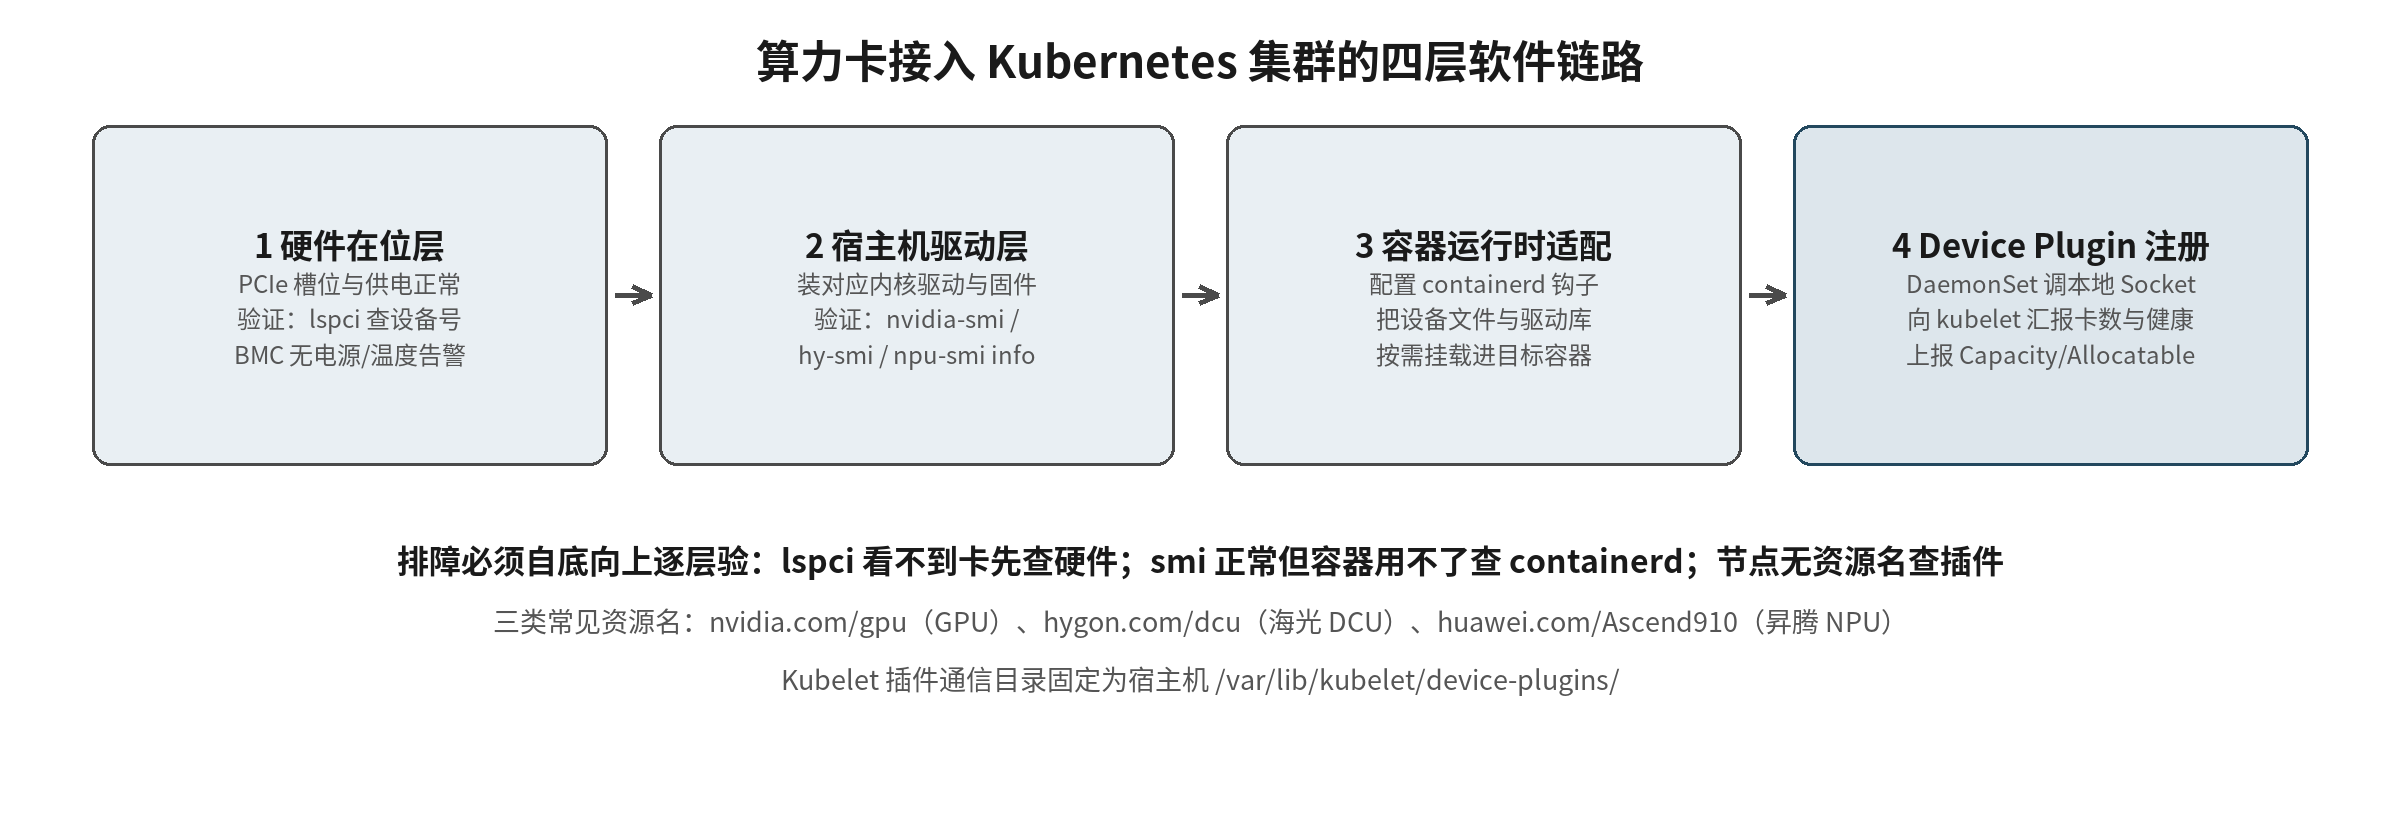 算力卡接入 Kubernetes 集群的四层软件链路
1 硬件在位层
PCIe 槽位与供电正常
验证：lspci 查设备号
BMC 无电源/温度告警
2 宿主机驱动层
装对应内核驱动与固件
验证：nvidia-smi /
hy-smi / npu-smi info
3 容器运行时适配
配置 containerd 钩子
把设备文件与驱动库
按需挂载进目标容器
4 Device Plugin 注册
DaemonSet 调本地 Socket
向 kubelet 汇报卡数与健康
上报 Capacity/Allocatable
排障必须自底向上逐层验：lspci 看不到卡先查硬件；smi 正常但容器用不了查 containerd；节点无资源名查插件
三类常见资源名：nvidia.com/gpu（GPU）、hygon.com/dcu（海光 DCU）、huawei.com/Ascend910（昇腾 NPU）
Kubelet 插件通信目录固定为宿主机 /var/lib/kubelet/device-plugins/